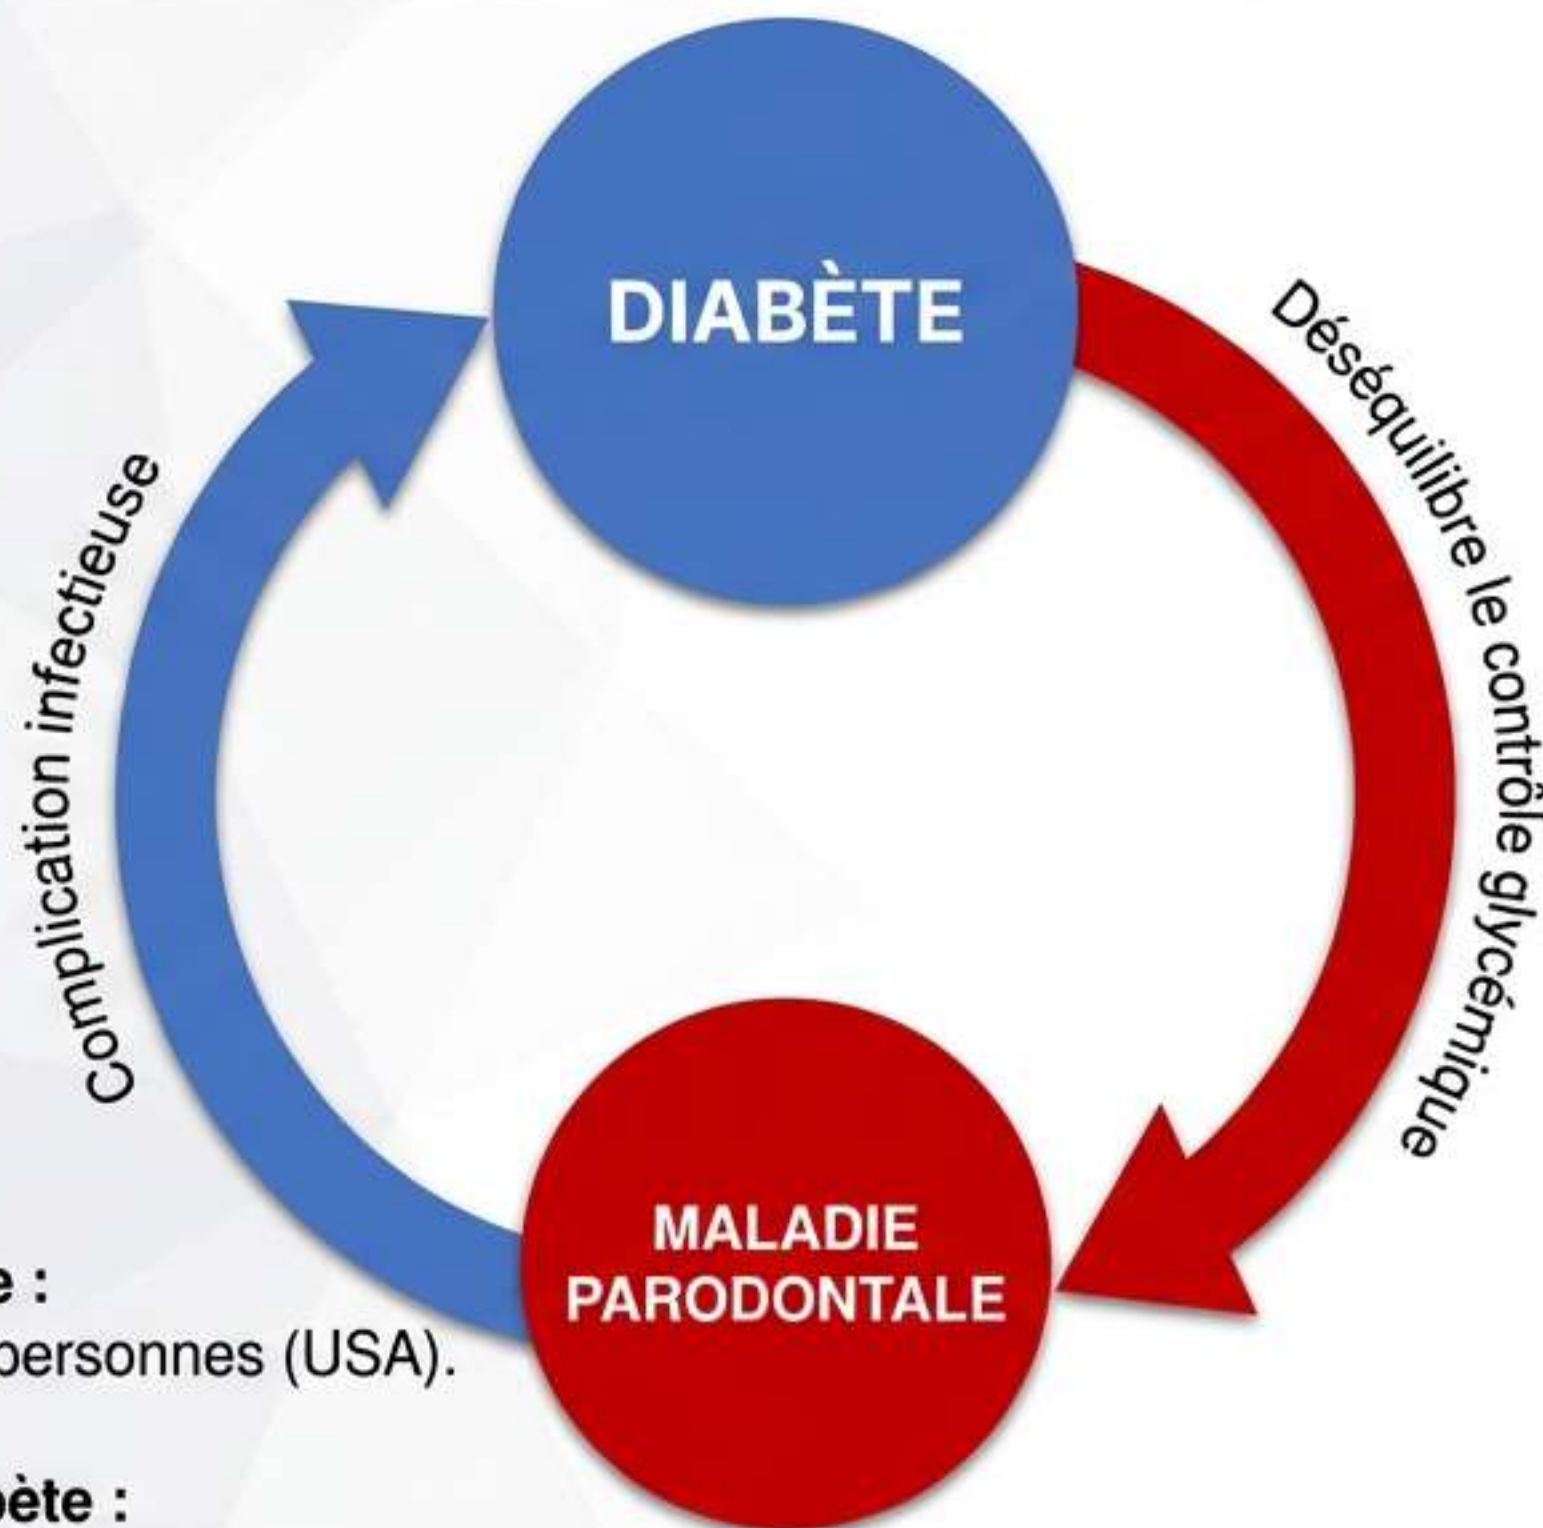 DIABÈTE
Déséquilibre le contrôle glycémique
Complication infectieuse
MALADIE
PARODONTALE
e :
personnes (USA).
bète :